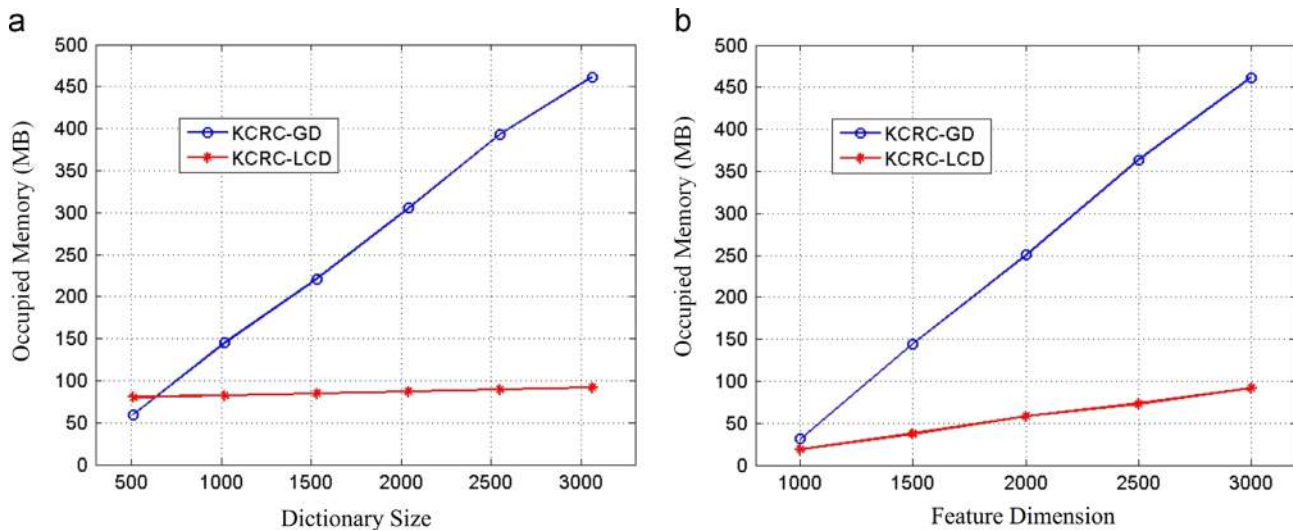 a
500
450
400
350
300
250
200
150
100
50
0
Occupied Memory (MB)
KCRC-GD
KCRC-LCD
500 1000 1500 2000 2500 3000
Dictionary Size
b
500
450
400
350
300
250
200
150
100
50
0
Occupied Memory (MB)
KCRC-GD
KCRC-LCD
1000 1500 2000 2500 3000
Feature Dimension